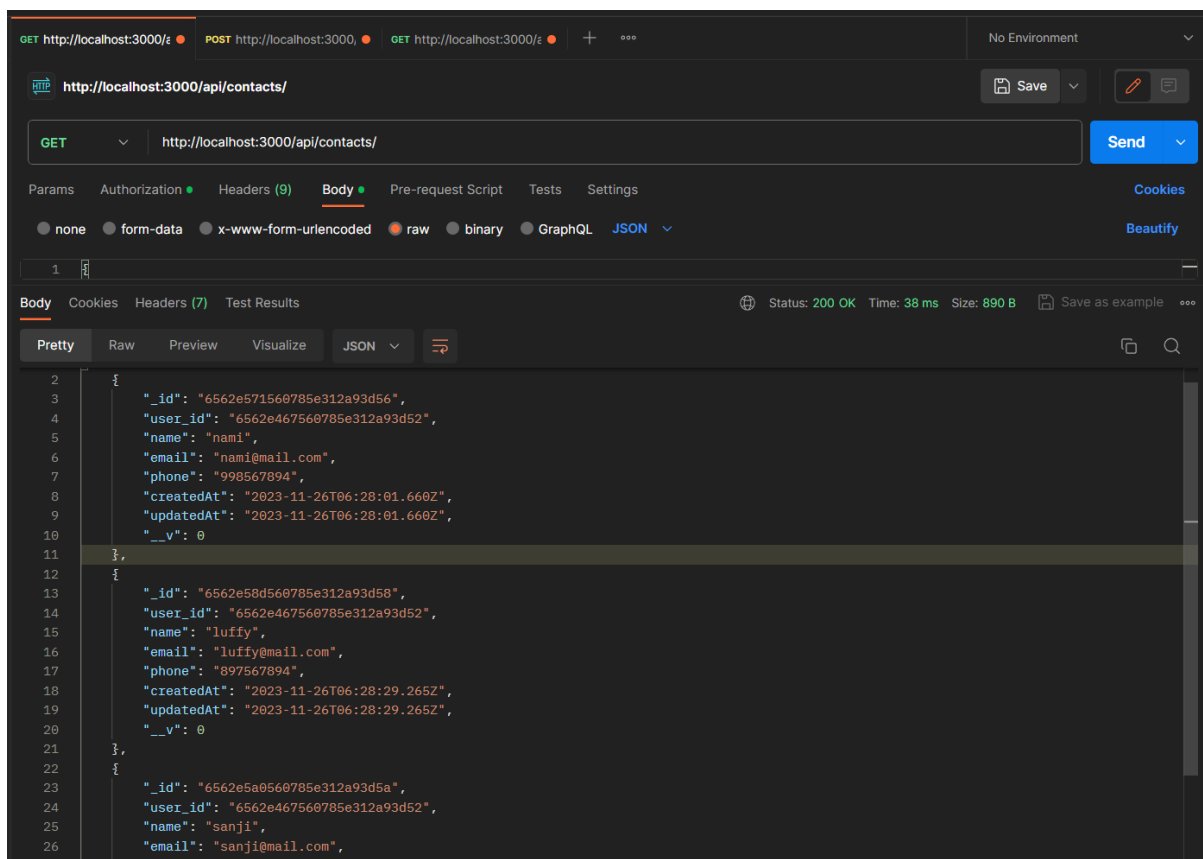 GET http://localhost:3000/a POST http://localhost:3000, GET http://localhost:3000/a + ooo No Environment
HTTP http://localhost:3000/api/contacts/ Save
GET http://localhost:3000/api/contacts/ Send
Params Authorization Headers (9) Body Pre-request Script Tests Settings Cookies
none form-data x-www-form-urlencoded raw binary GraphQL JSON Beautify
1 {
Body Cookies Headers (7) Test Results Status: 200 OK Time: 38 ms Size: 890 B Save as example ooo
Pretty Raw Preview Visualize JSON
2 {
3 "_id": "6562e571560785e312a93d56",
4 "user_id": "6562e467560785e312a93d52",
5 "name": "nami",
6 "email": "nami@mail.com",
7 "phone": "998567894",
8 "createdAt": "2023-11-26T06:28:01.660Z",
9 "updatedAt": "2023-11-26T06:28:01.660Z",
10 "__v": 0
11 },
12 {
13 "_id": "6562e58d560785e312a93d58",
14 "user_id": "6562e467560785e312a93d52",
15 "name": "luffy",
16 "email": "luffy@mail.com",
17 "phone": "897567894",
18 "createdAt": "2023-11-26T06:28:29.265Z",
19 "updatedAt": "2023-11-26T06:28:29.265Z",
20 "__v": 0
21 },
22 {
23 "_id": "6562e5a0560785e312a93d5a",
24 "user_id": "6562e467560785e312a93d52",
25 "name": "sanji",
26 "email": "sanji@mail.com",